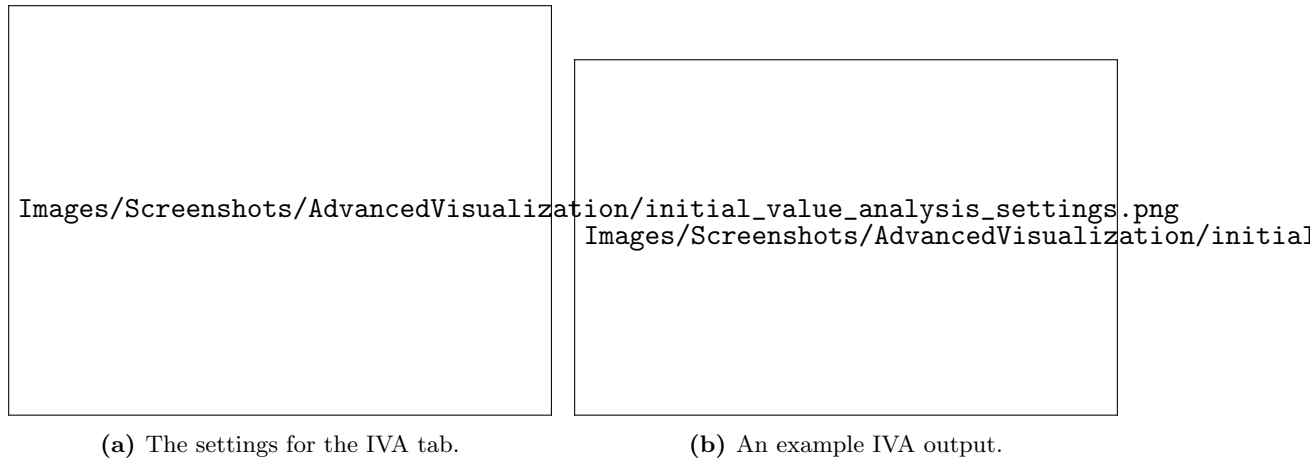 Images/Screenshots/AdvancedVisualization/initial_value_analysis_settings.png
Images/Screenshots/AdvancedVisualization/initial
(a) The settings for the IVA tab.
(b) An example IVA output.